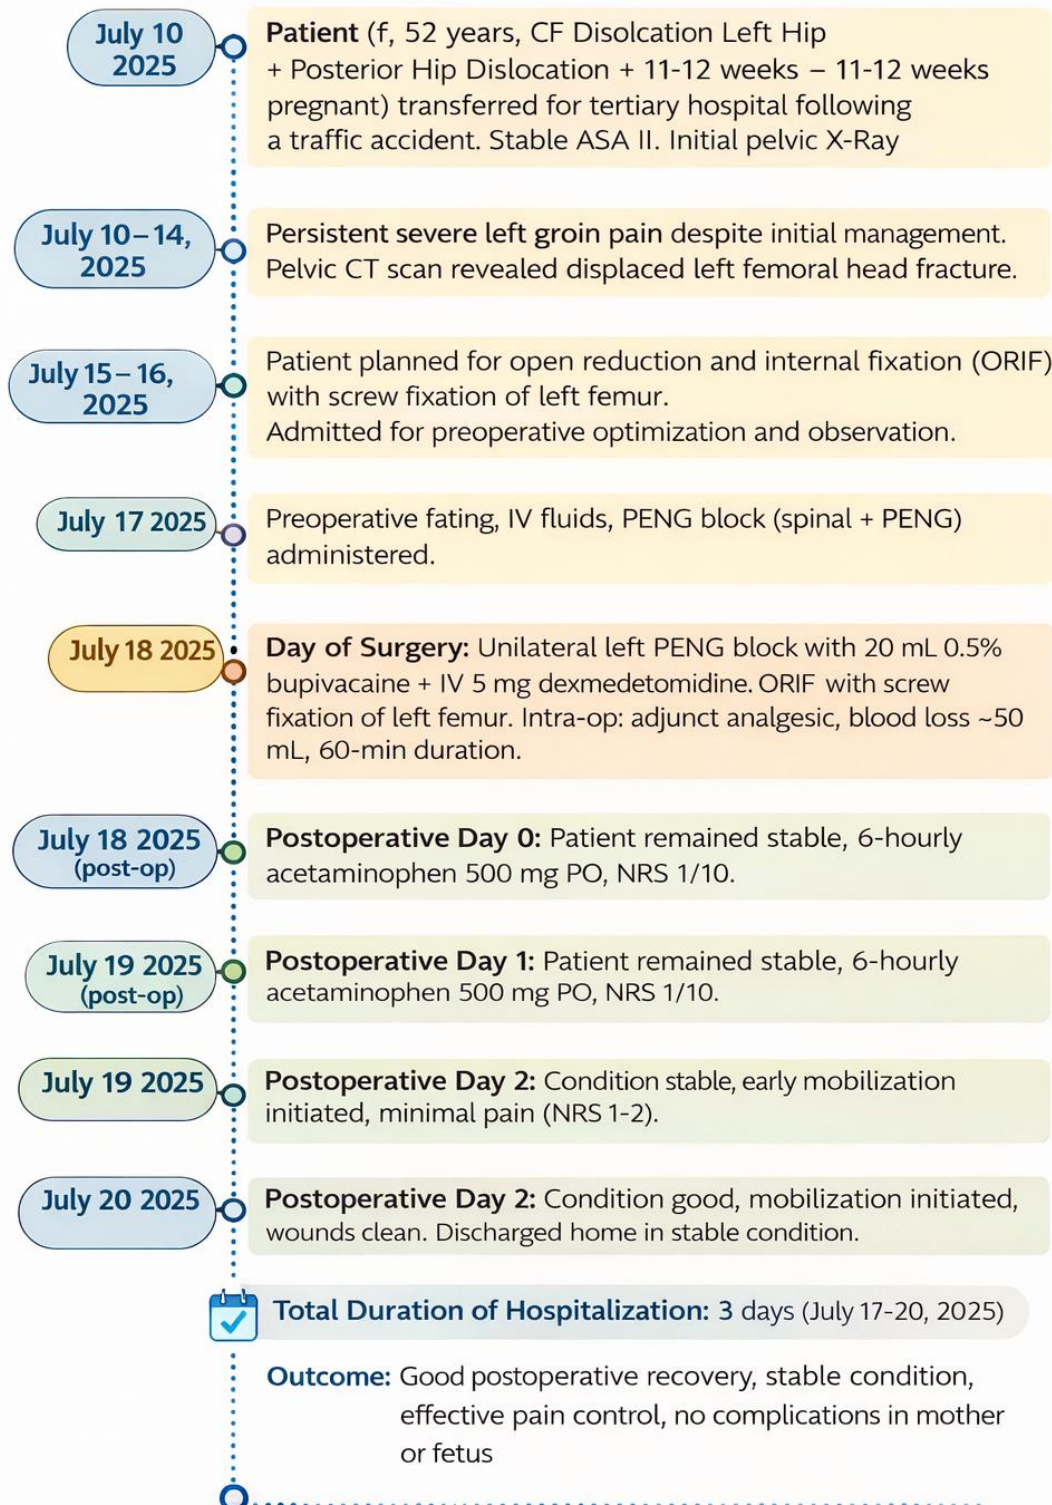 July 10
2025
Patient (f, 52 years, CF Disolcation Left Hip
+ Posterior Hip Dislocation + 11-12 weeks – 11-12 weeks
pregnant) transferred for tertiary hospital following
a traffic accident. Stable ASA II. Initial pelvic X-Ray
July 10–14,
2025
Persistent severe left groin pain despite initial management.
Pelvic CT scan revealed displaced left femoral head fracture.
July 15–16,
2025
Patient planned for open reduction and internal fixation (ORIF)
with screw fixation of left femur.
Admitted for preoperative optimization and observation.
July 17 2025
Preoperative fating, IV fluids, PENG block (spinal + PENG)
administered.
July 18 2025
Day of Surgery: Unilateral left PENG block with 20 mL 0.5%
bupivacaine + IV 5 mg dexmedetomidine. ORIF with screw
fixation of left femur. Intra-op: adjunct analgesic, blood loss ~50
mL, 60-min duration.
July 18 2025
(post-op)
Postoperative Day 0: Patient remained stable, 6-hourly
acetaminophen 500 mg PO, NRS 1/10.
July 19 2025
(post-op)
Postoperative Day 1: Patient remained stable, 6-hourly
acetaminophen 500 mg PO, NRS 1/10.
July 19 2025
Postoperative Day 2: Condition stable, early mobilization
initiated, minimal pain (NRS 1-2).
July 20 2025
Postoperative Day 2: Condition good, mobilization initiated,
wounds clean. Discharged home in stable condition.
Total Duration of Hospitalization: 3 days (July 17-20, 2025)
Outcome: Good postoperative recovery, stable condition,
effective pain control, no complications in mother
or fetus